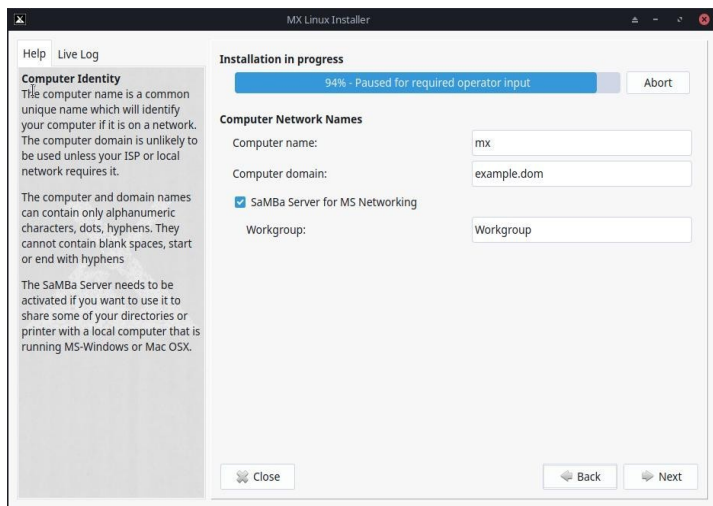 MX Linux Installer
Help
Live Log
Computer Identity
The computer name is a common
unique name which will identify
your computer if it is on a network.
The computer domain is unlikely to
be used unless your ISP or local
network requires it.
The computer and domain names
can contain only alphanumeric
characters, dots, hyphens. They
cannot contain blank spaces, start
or end with hyphens
The SaMBa Server needs to be
activated if you want to use it to
share some of your directories or
printer with a local computer that is
running MS-Windows or Mac OSX.
Installation in progress
94% - Paused for required operator input
Abort
Computer Network Names
Computer name: mx
Computer domain: example.dom
SaMBa Server for MS Networking
Workgroup: Workgroup
Close
Back
Next